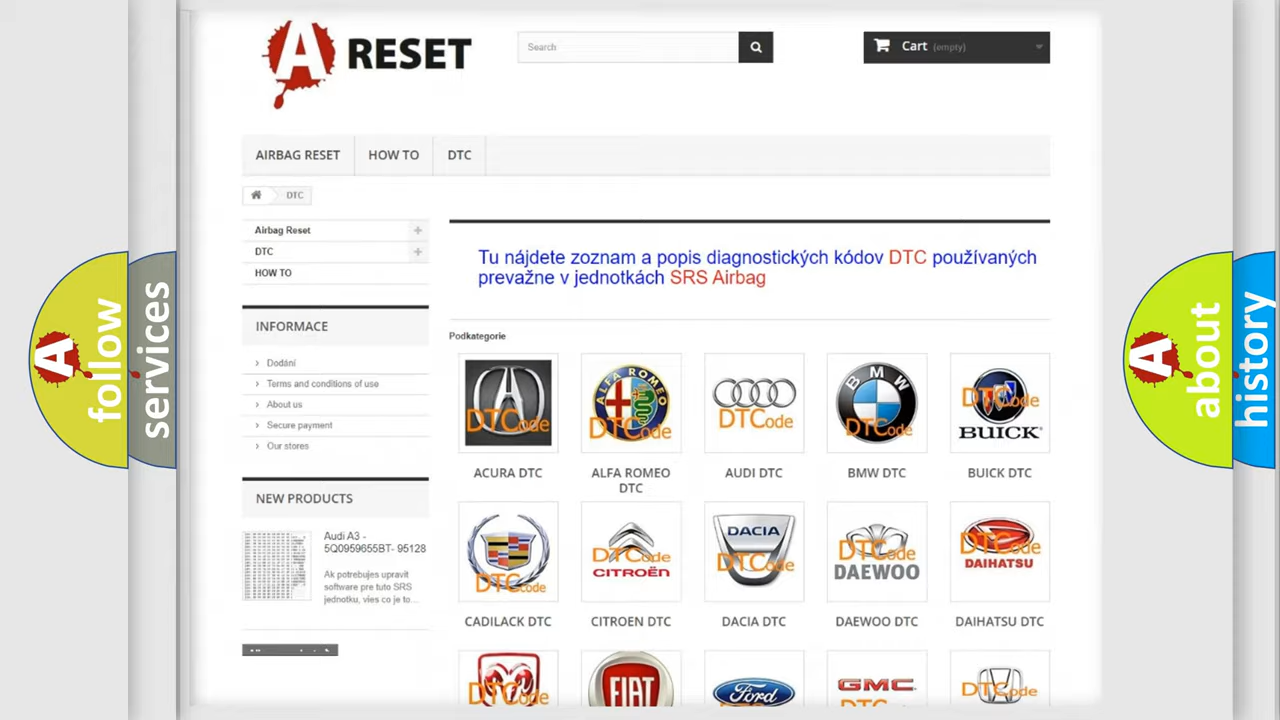 A RESET
Search
Cart (empty)
AIRBAG RESET
HOW TO
DTC
DTC
Airbag Reset
DTC
HOW TO
INFORMACE
Dodání
Terms and conditions of use
About us
Secure payment
Our stores
NEW PRODUCTS
Audi A3 -
5Q0959655BT- 95128
Ak potrebujes upravit
software pre tuto SRS
jednotku, vies co je to...
Tu nájdete zoznam a popis diagnostických kódov DTC používaných
prevažne v jednotkách SRS Airbag
Podkategorie
DTCode
ALFA ROMEO
DTCode
DTCode
BMW
DTCode
DTCode
BUICK
ACURA DTC
ALFA ROMEO
DTC
AUDI DTC
BMW DTC
BUICK DTC
DTCode
DTCode
CITROËN
DACIA
DTCode
DTCode
DAEWOO
DTCode
DAIHATSU
CADILACK DTC
CITROEN DTC
DACIA DTC
DAEWOO DTC
DAIHATSU DTC
DTCode
FIAT
Ford
GMC
DTCode
A
follow
services
A
about
history